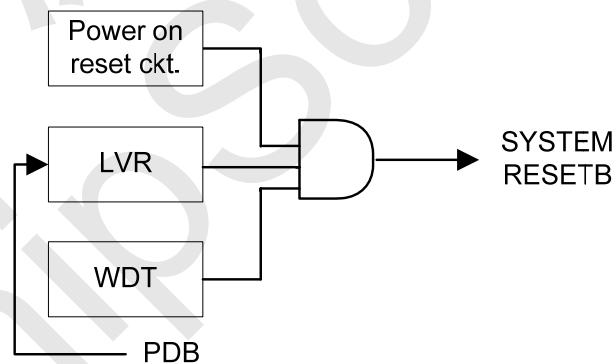 Power on
reset ckt.
LVR
WDT
PDB
SYSTEM
RESETB